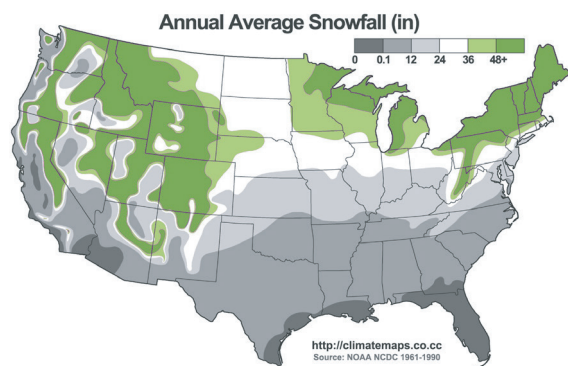 Annual Average Snowfall (in)
0 0.1 12 24 36 48+
http://climatemaps.co.cc
Source: NOAA NCDC 1961-1990